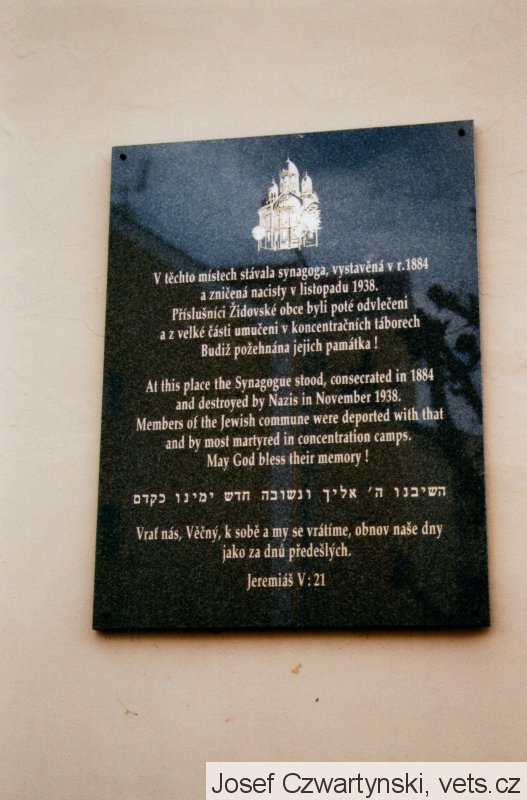 V těchto místech stávala synagoga, vystavěná v r.1884
a zničená nacisty v listopadu 1938.
Příslušníci Židovské obce byli poté odvlečeni
a z velké části umučeni v koncentračních táborech
Budiž požehnána jejich památka !
At this place the Synagogue stood, consecrated in 1884
and destroyed by Nazis in November 1938.
Members of the Jewish commune were deported with that
and by most martyred in concentration camps.
May God bless their memory !
השיבנו ה' אליך ונשובה חדש ימינו כקדם
Vrať nás, Věčný, k sobě a my se vrátíme, obnov naše dny
jako za dnů předešlých.
Jeremiáš V : 21
Josef Czwartynski, vets.cz